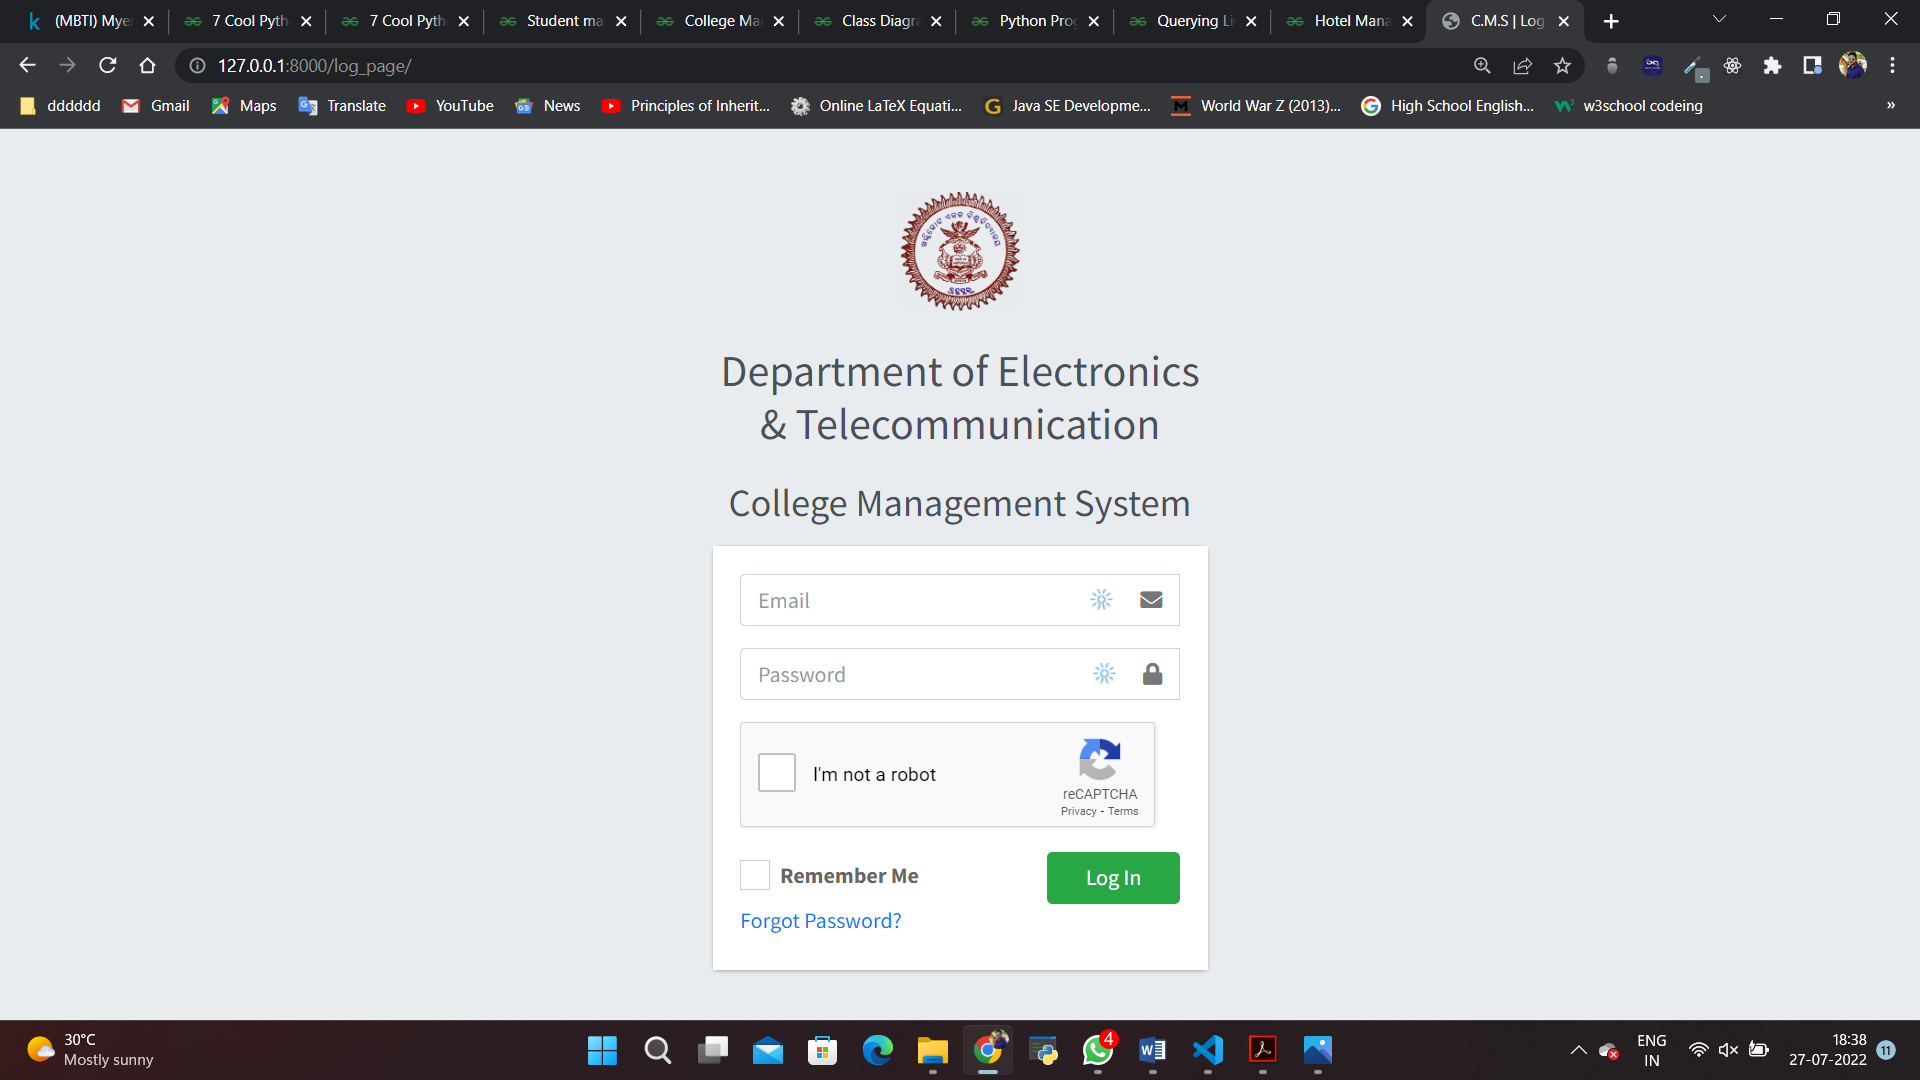 (MBTI) Mye
7 Cool Pyth
7 Cool Pyth
Student ma
College Ma
Class Diagra
Python Prog
Querying Li
Hotel Mana
C.M.S | Log
127.0.0.1:8000/log_page/
dddddd
Gmail
Maps
Translate
YouTube
News
Principles of Inherit...
Online LaTeX Equati...
Java SE Developme...
World War Z (2013)...
High School English...
w3school codeing
»
Department of Electronics
& Telecommunication
College Management System
Email
Password
I'm not a robot
reCAPTCHA
Privacy - Terms
Remember Me
Log In
Forgot Password?
30°C
Mostly sunny
4
ENG
IN
18:38
27-07-2022
11